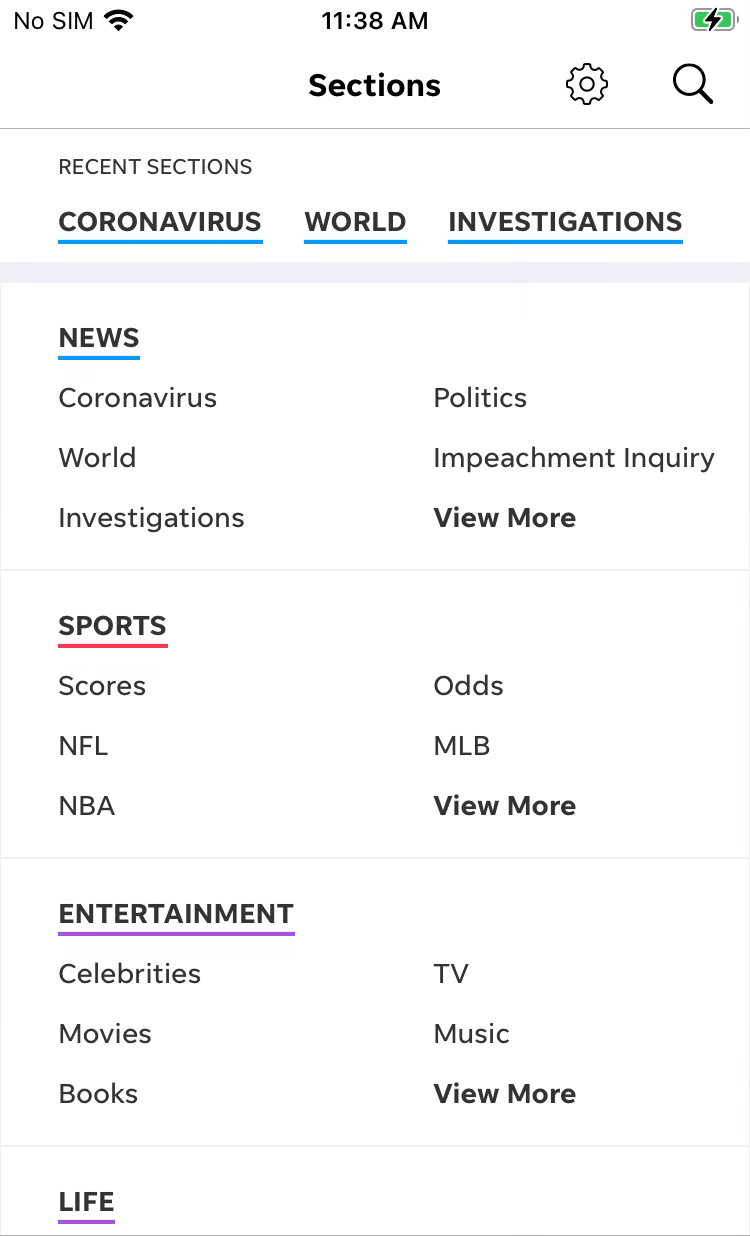 No SIM 11:38 AM
Sections
RECENT SECTIONS
CORONAVIRUS WORLD INVESTIGATIONS
NEWS
Coronavirus Politics
World Impeachment Inquiry
Investigations View More
SPORTS
Scores Odds
NFL MLB
NBA View More
ENTERTAINMENT
Celebrities TV
Movies Music
Books View More
LIFE